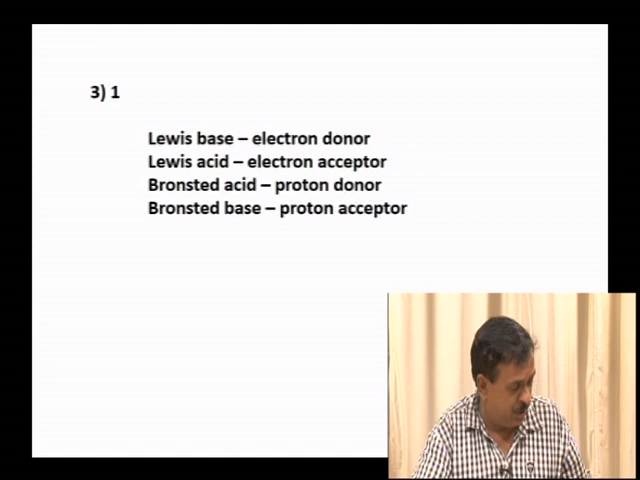 3) 1
Lewis base – electron donor
Lewis acid – electron acceptor
Bronsted acid – proton donor
Bronsted base – proton acceptor